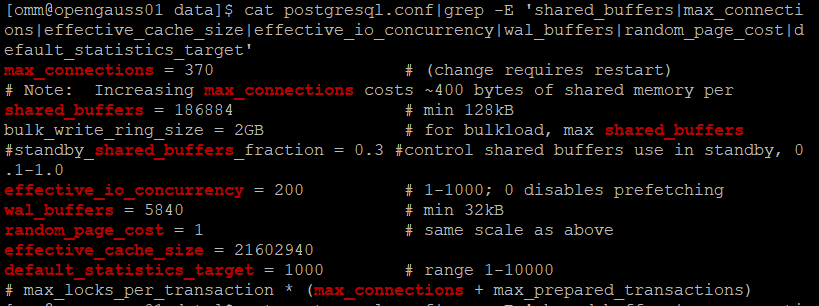 [omm@opengauss01 data]$ cat postgresql.conf|grep -E 'shared_buffers|max_connecti
ons|effective_cache_size|effective_io_concurrency|wal_buffers|random_page_cost|d
efault_statistics_target'
max_connections = 370 # (change requires restart)
# Note:  Increasing max_connections costs ~400 bytes of shared memory per
shared_buffers = 186884 # min 128kB
bulk_write_ring_size = 2GB # for bulkload, max shared_buffers
#standby_shared_buffers_fraction = 0.3 #control shared buffers use in standby, 0
.1-1.0
effective_io_concurrency = 200 # 1-1000; 0 disables prefetching
wal_buffers = 5840 # min 32kB
random_page_cost = 1 # same scale as above
effective_cache_size = 21602940
default_statistics_target = 1000 # range 1-10000
# max_locks_per_transaction * (max_connections + max_prepared_transactions)